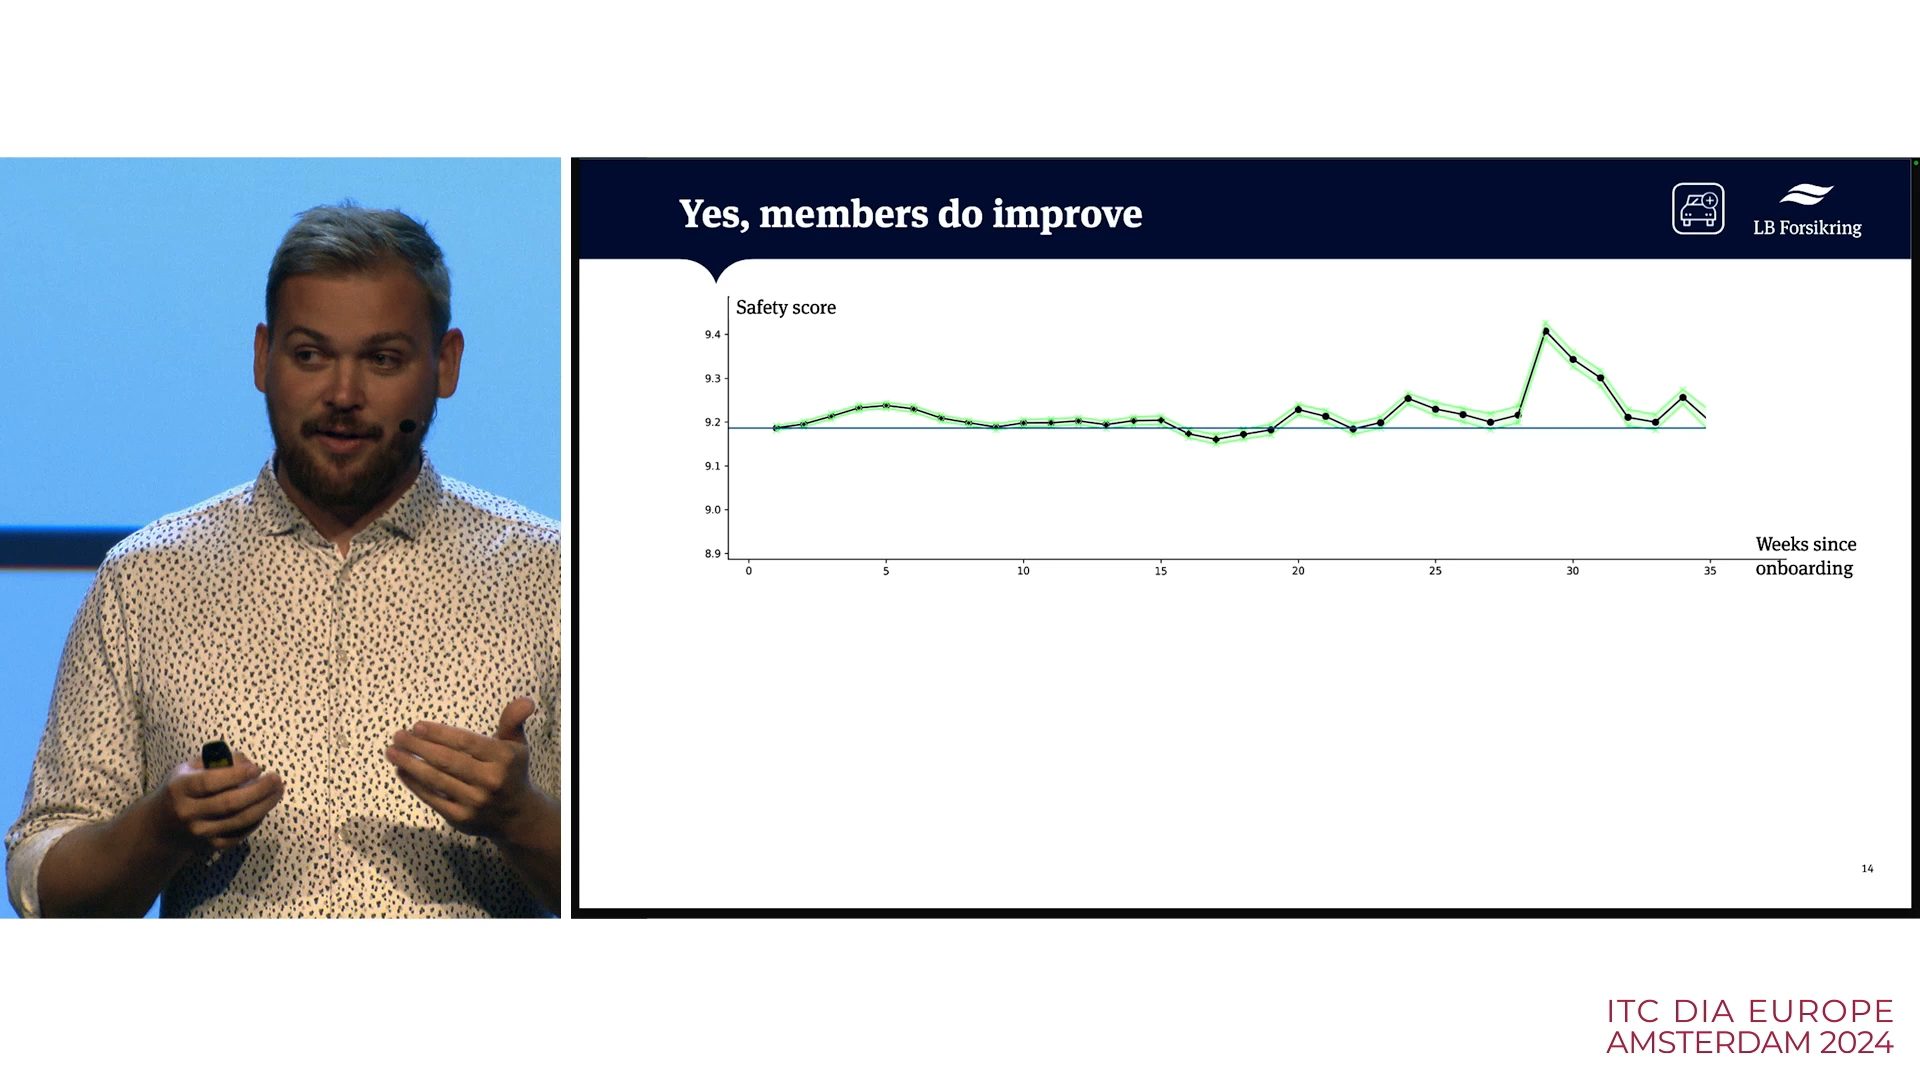 Yes, members do improve
LB Forsikring
Safety score
9.4
9.3
9.2
9.1
9.0
8.9
0 5 10 15 20 25 30 35
Weeks since
onboarding
14
ITC DIA EUROPE
AMSTERDAM 2024